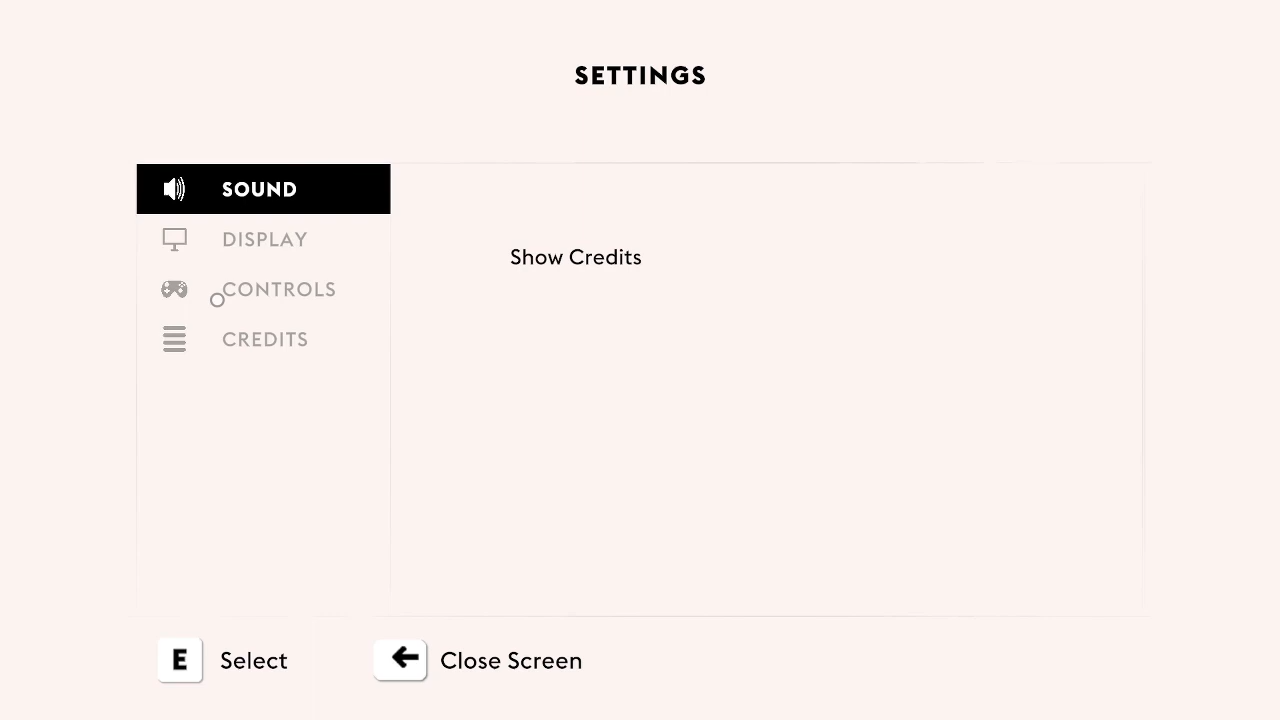 SETTINGS
SOUND
DISPLAY
CONTROLS
CREDITS
Show Credits
E Select
Close Screen